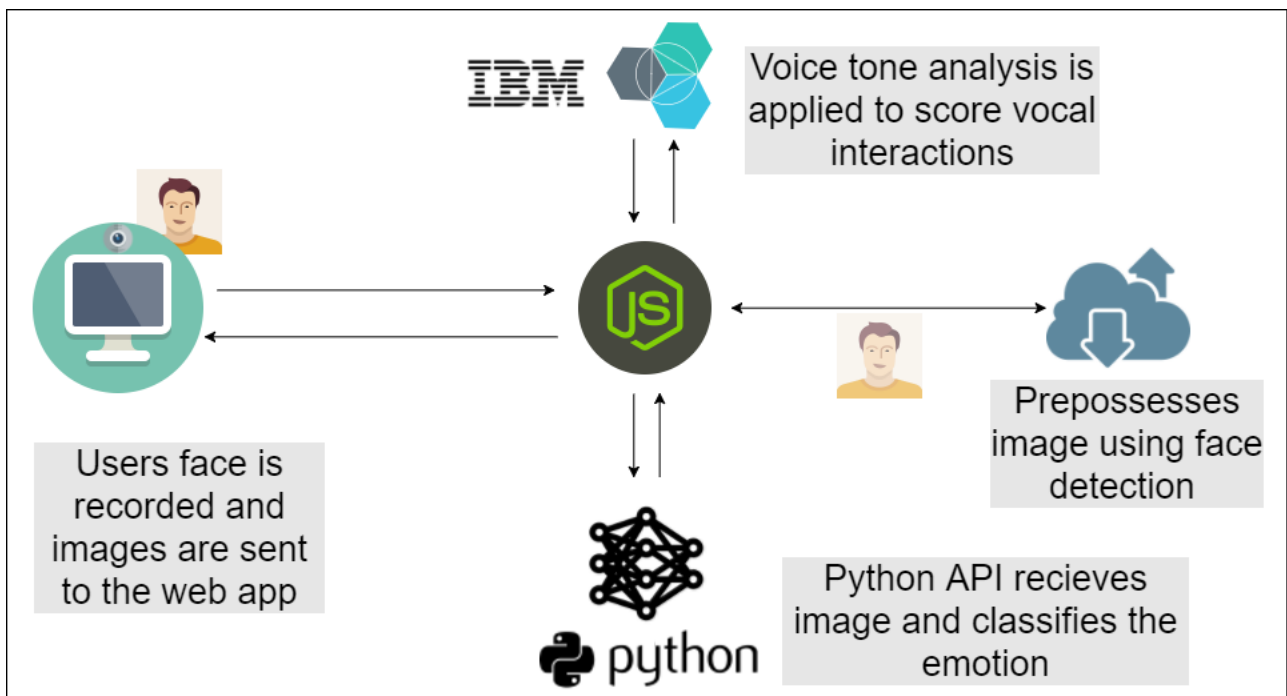 IBM
Voice tone analysis is
applied to score vocal
interactions
JS
Users face is
recorded and
images are sent
to the web app
Prepossesses
image using face
detection
Python API recieves
image and classifies the
emotion
python